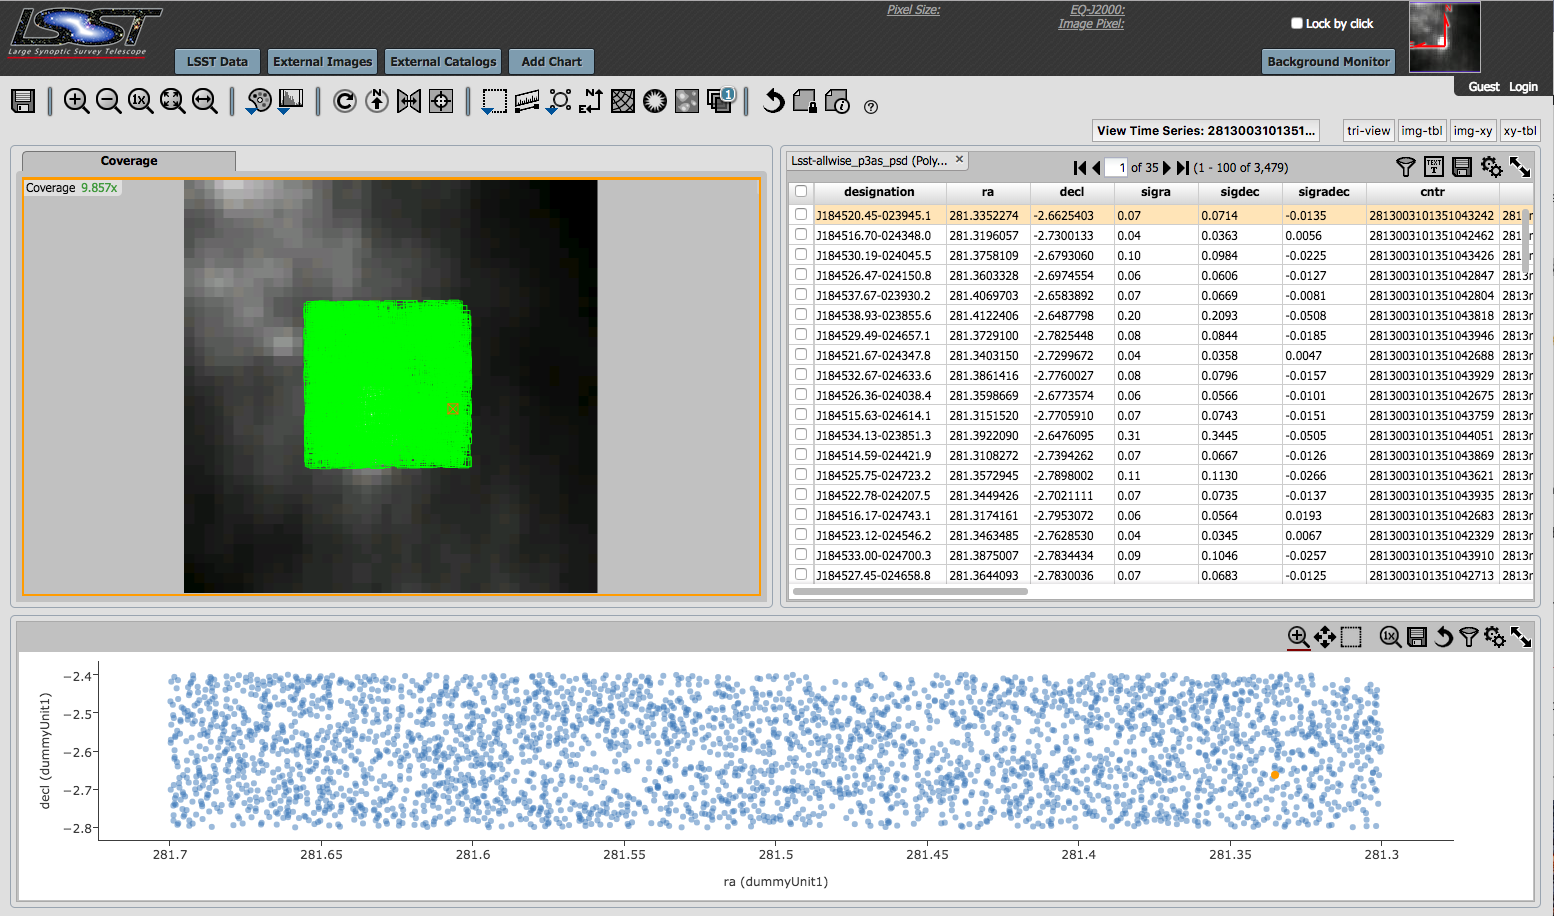 LSST
Large Synoptic Survey Telescope
Pixel Size:
EQ-J2000:
Image Pixel:
Lock by click
LSST Data
External Images
External Catalogs
Add Chart
Background Monitor
Guest Login
1x
1
View Time Series: 2813003101351...
tri-view
img-tbl
img-xy
xy-tbl
Coverage
Coverage 9.857x
Lsst-allwise_p3as_psd (Poly...
1 of 35 (1 - 100 of 3,479)
designation ra decl sigra sigdec sigradec cntr
J184520.45-023945.1 281.3352274 -2.6625403 0.07 0.0714 -0.0135 2813003101351043242
J184516.70-024348.0 281.3196057 -2.7300133 0.04 0.0363 0.0056 2813003101351042462
J184530.19-024045.5 281.3758109 -2.6793060 0.10 0.0984 -0.0225 2813003101351043426
J184526.47-024150.8 281.3603328 -2.6974554 0.06 0.0606 -0.0127 2813003101351042847
J184537.67-023930.2 281.4069703 -2.6583892 0.07 0.0669 -0.0081 2813003101351042804
J184538.93-023855.6 281.4122406 -2.6487798 0.20 0.2093 -0.0508 2813003101351043818
J184529.49-024657.1 281.3729100 -2.7825448 0.08 0.0844 -0.0185 2813003101351043946
J184521.67-024347.8 281.3403150 -2.7299672 0.04 0.0358 0.0047 2813003101351042688
J184532.67-024633.6 281.3861416 -2.7760027 0.08 0.0796 -0.0157 2813003101351043929
J184526.36-024038.4 281.3598669 -2.6773574 0.06 0.0566 -0.0101 2813003101351042675
J184515.63-024614.1 281.3151520 -2.7705910 0.07 0.0743 -0.0151 2813003101351043759
J184534.13-023851.3 281.3922090 -2.6476095 0.31 0.3445 -0.0505 2813003101351044051
J184514.59-024421.9 281.3108272 -2.7394262 0.07 0.0667 -0.0126 2813003101351043869
J184525.75-024723.2 281.3572945 -2.7898002 0.11 0.1130 -0.0266 2813003101351043621
J184522.78-024207.5 281.3449426 -2.7021111 0.07 0.0735 -0.0137 2813003101351043935
J184516.17-024743.1 281.3174161 -2.7953072 0.06 0.0564 0.0193 2813003101351042683
J184523.12-024546.2 281.3463485 -2.7628530 0.04 0.0345 0.0067 2813003101351042329
J184533.00-024700.3 281.3875007 -2.7834434 0.09 0.1046 -0.0257 2813003101351043910
J184527.45-024658.8 281.3644093 -2.7830036 0.07 0.0683 -0.0125 2813003101351042713
1x
decl (dummyUnit1)
−2.4
−2.5
−2.6
−2.7
−2.8
281.7 281.65 281.6 281.55 281.5 281.45 281.4 281.35 281.3
ra (dummyUnit1)